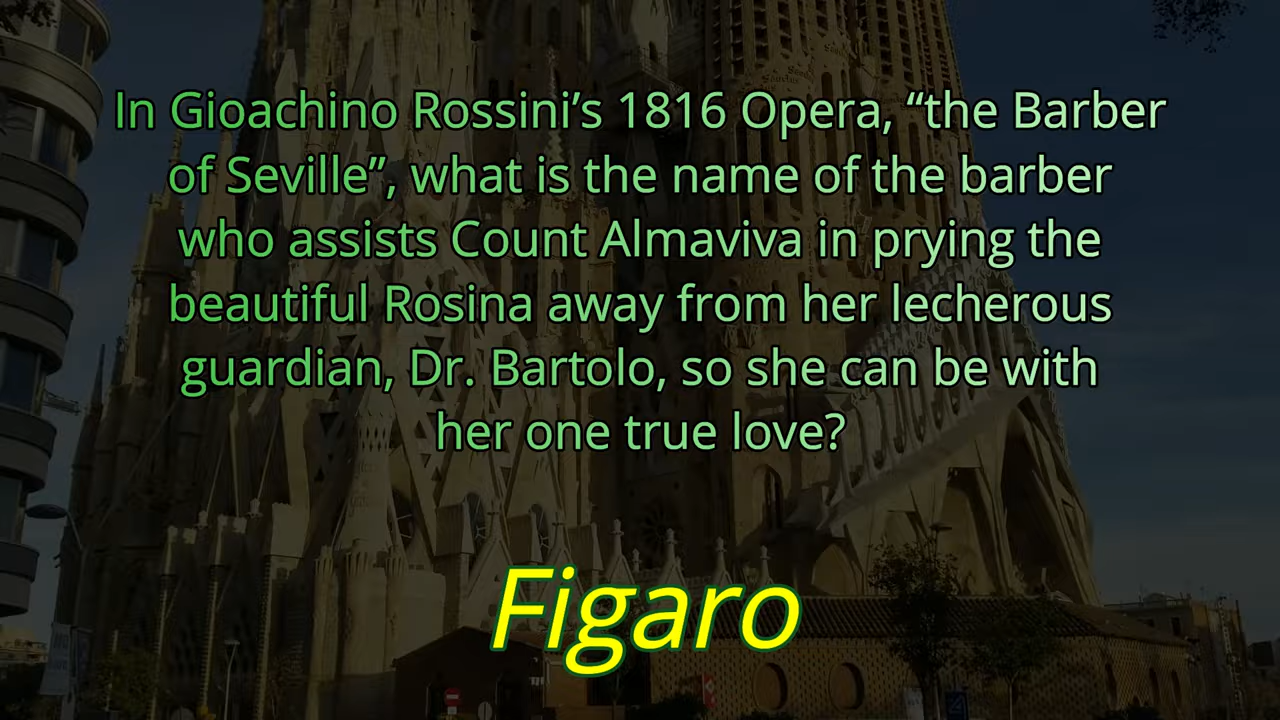 In Gioachino Rossini’s 1816 Opera, “the Barber
of Seville”, what is the name of the barber
who assists Count Almaviva in prying the
beautiful Rosina away from her lecherous
guardian, Dr. Bartolo, so she can be with
her one true love?
Figaro